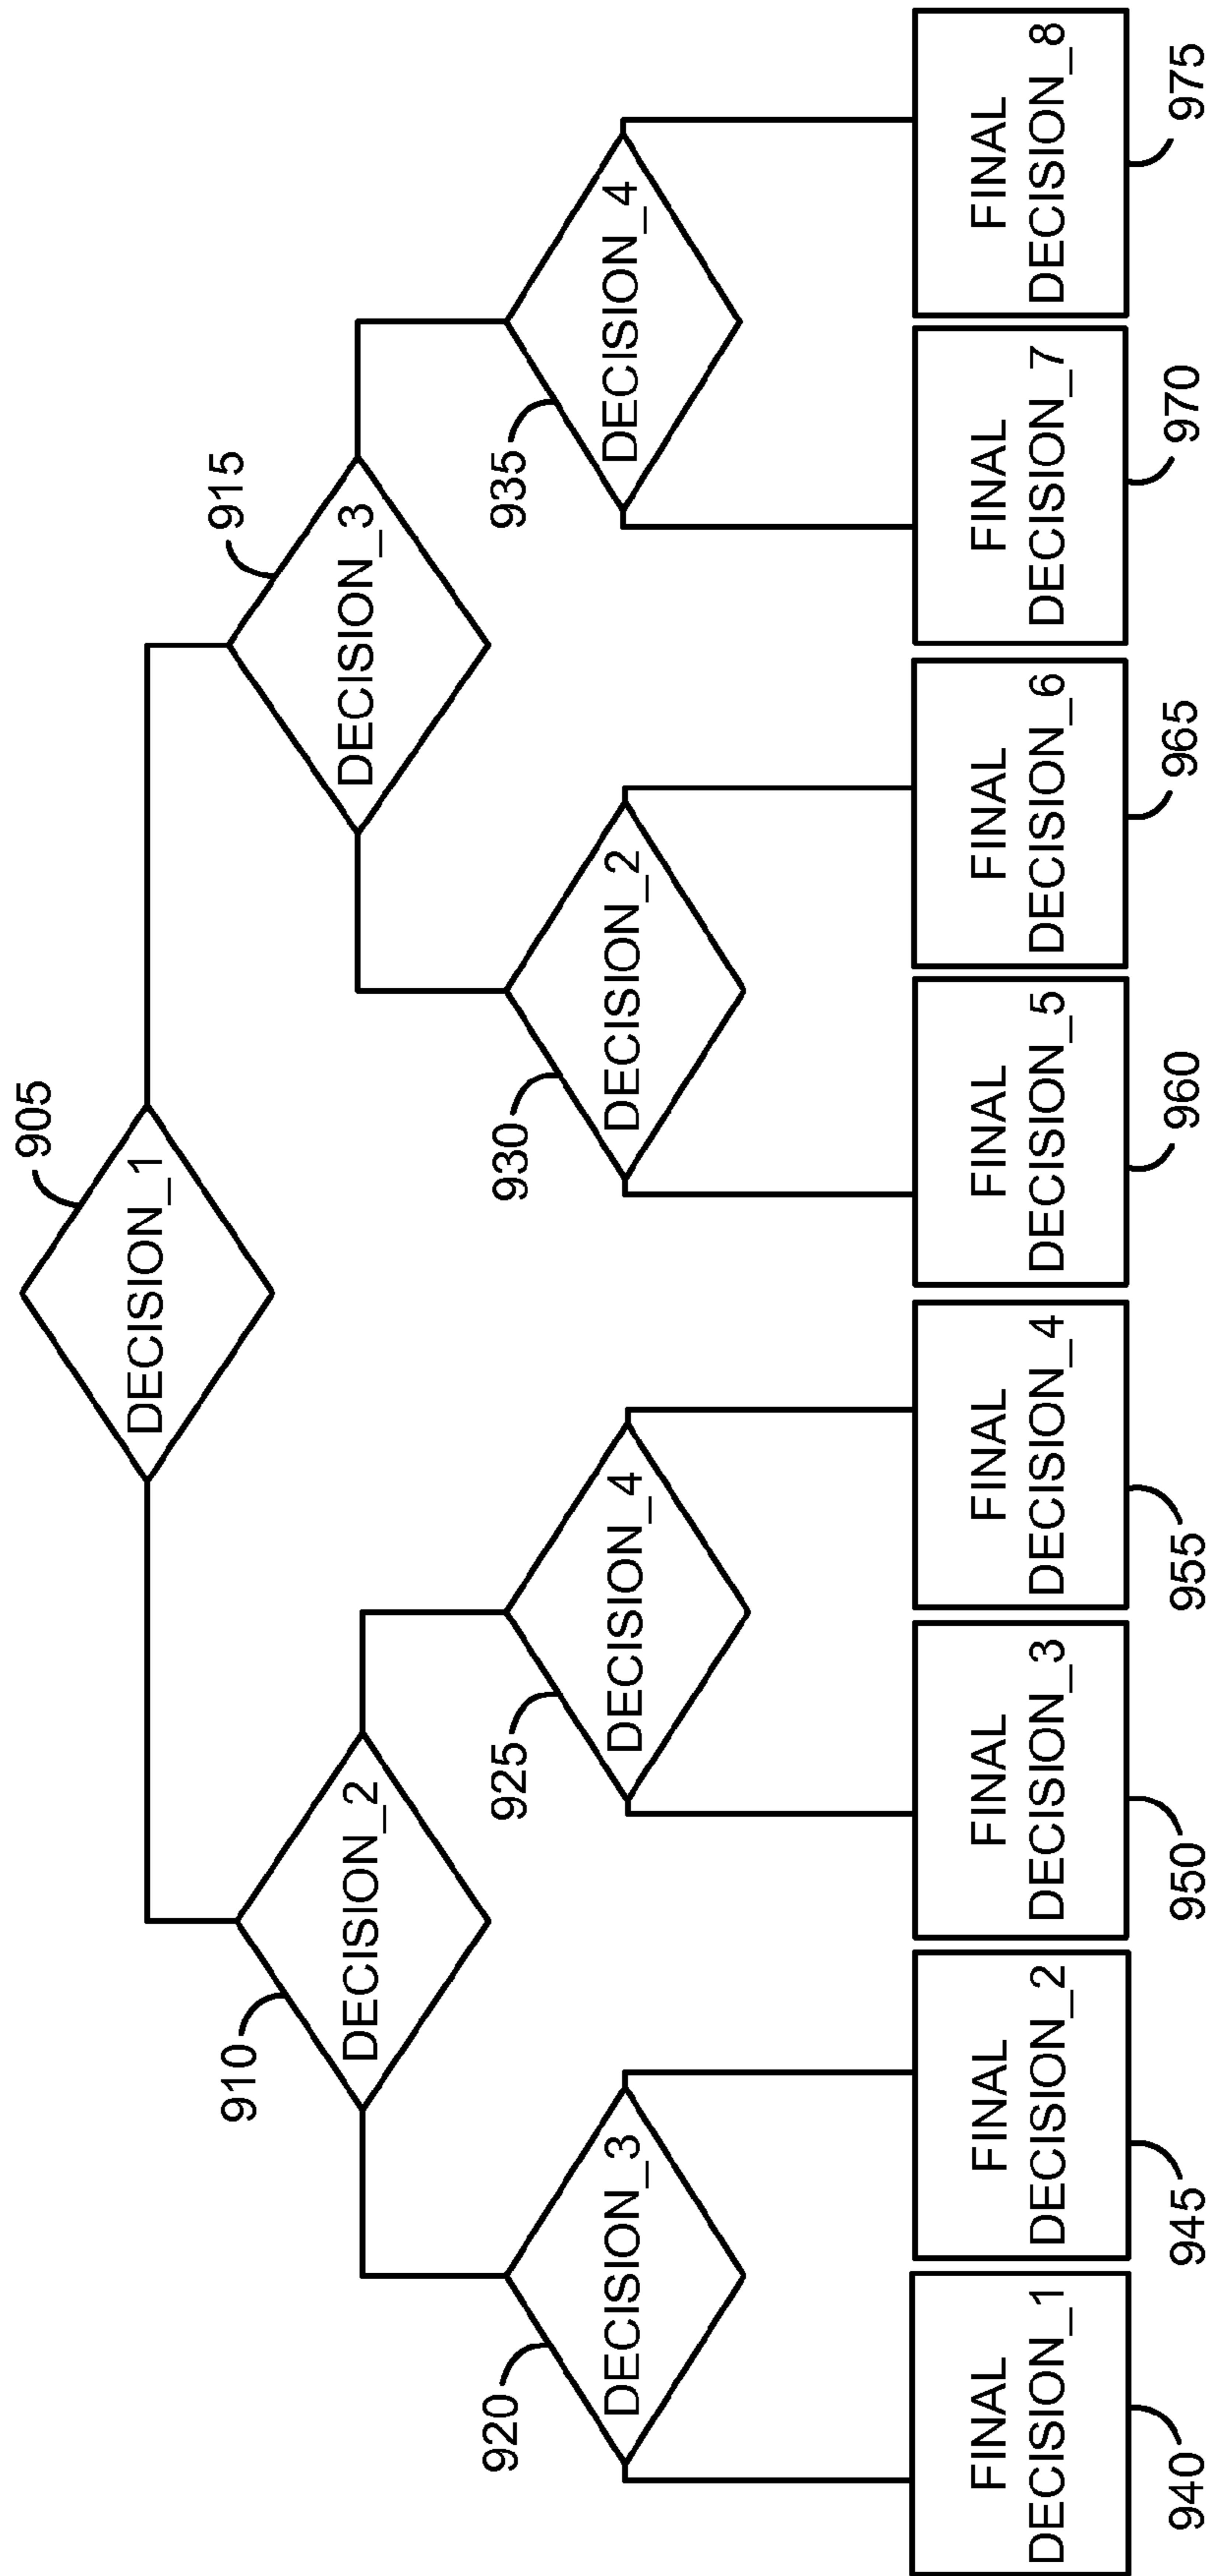 905
DECISION_1
910
DECISION_2
915
DECISION_3
920
DECISION_3
925
DECISION_4
930
DECISION_2
935
DECISION_4
FINAL
DECISION_1
FINAL
DECISION_2
FINAL
DECISION_3
FINAL
DECISION_4
FINAL
DECISION_5
FINAL
DECISION_6
FINAL
DECISION_7
FINAL
DECISION_8
940
945
950
955
960
965
970
975